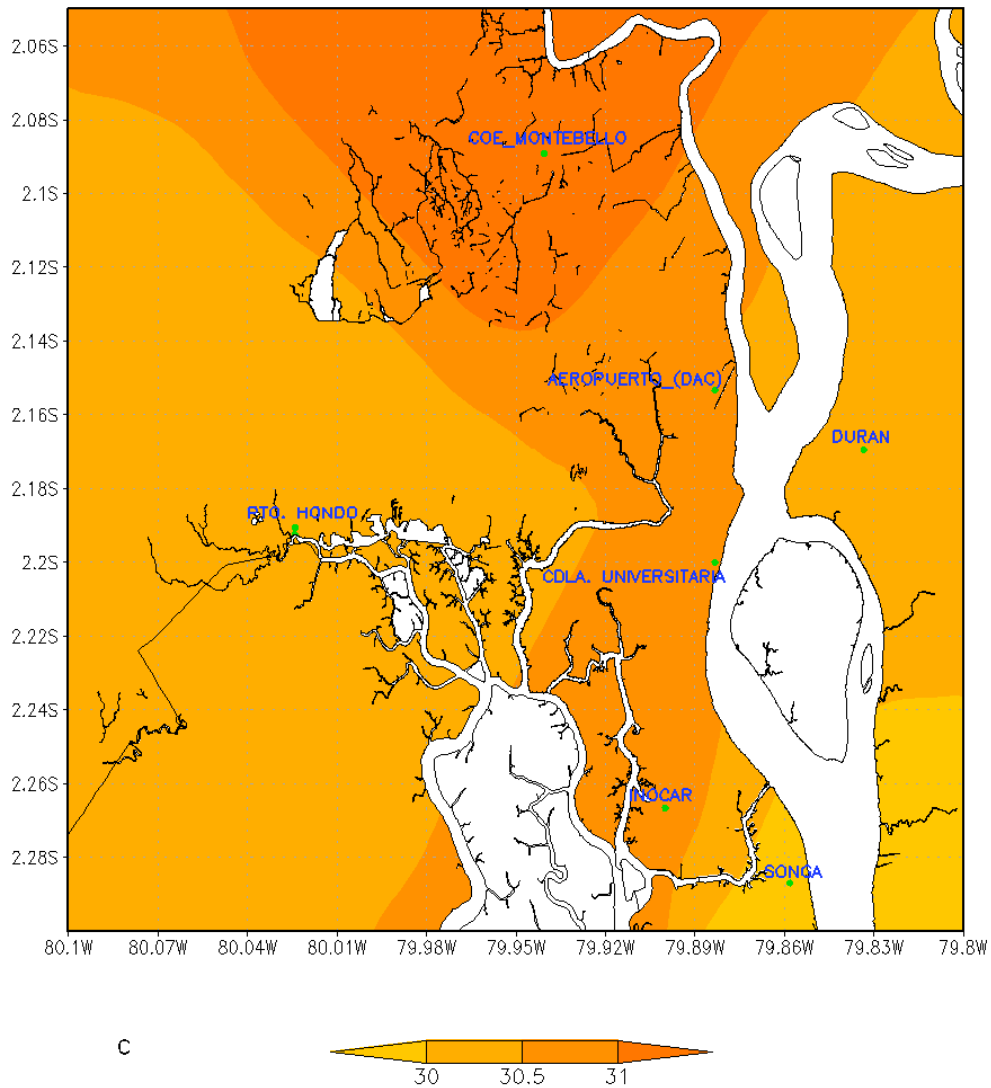 2.06S
2.08S
COE_MONTEBELLO
2.1S
2.12S
2.14S
AEROPUERTO_(DAC)
2.16S
DURAN
2.18S
PTO. HONDO
2.2S
CDLA. UNIVERSITARIA
2.22S
2.24S
2.26S
INOCAR
2.28S
SONGA
80.1W 80.07W 80.04W 80.01W 79.98W 79.95W 79.92W 79.89W 79.86W 79.83W 79.8W
C
30 30.5 31